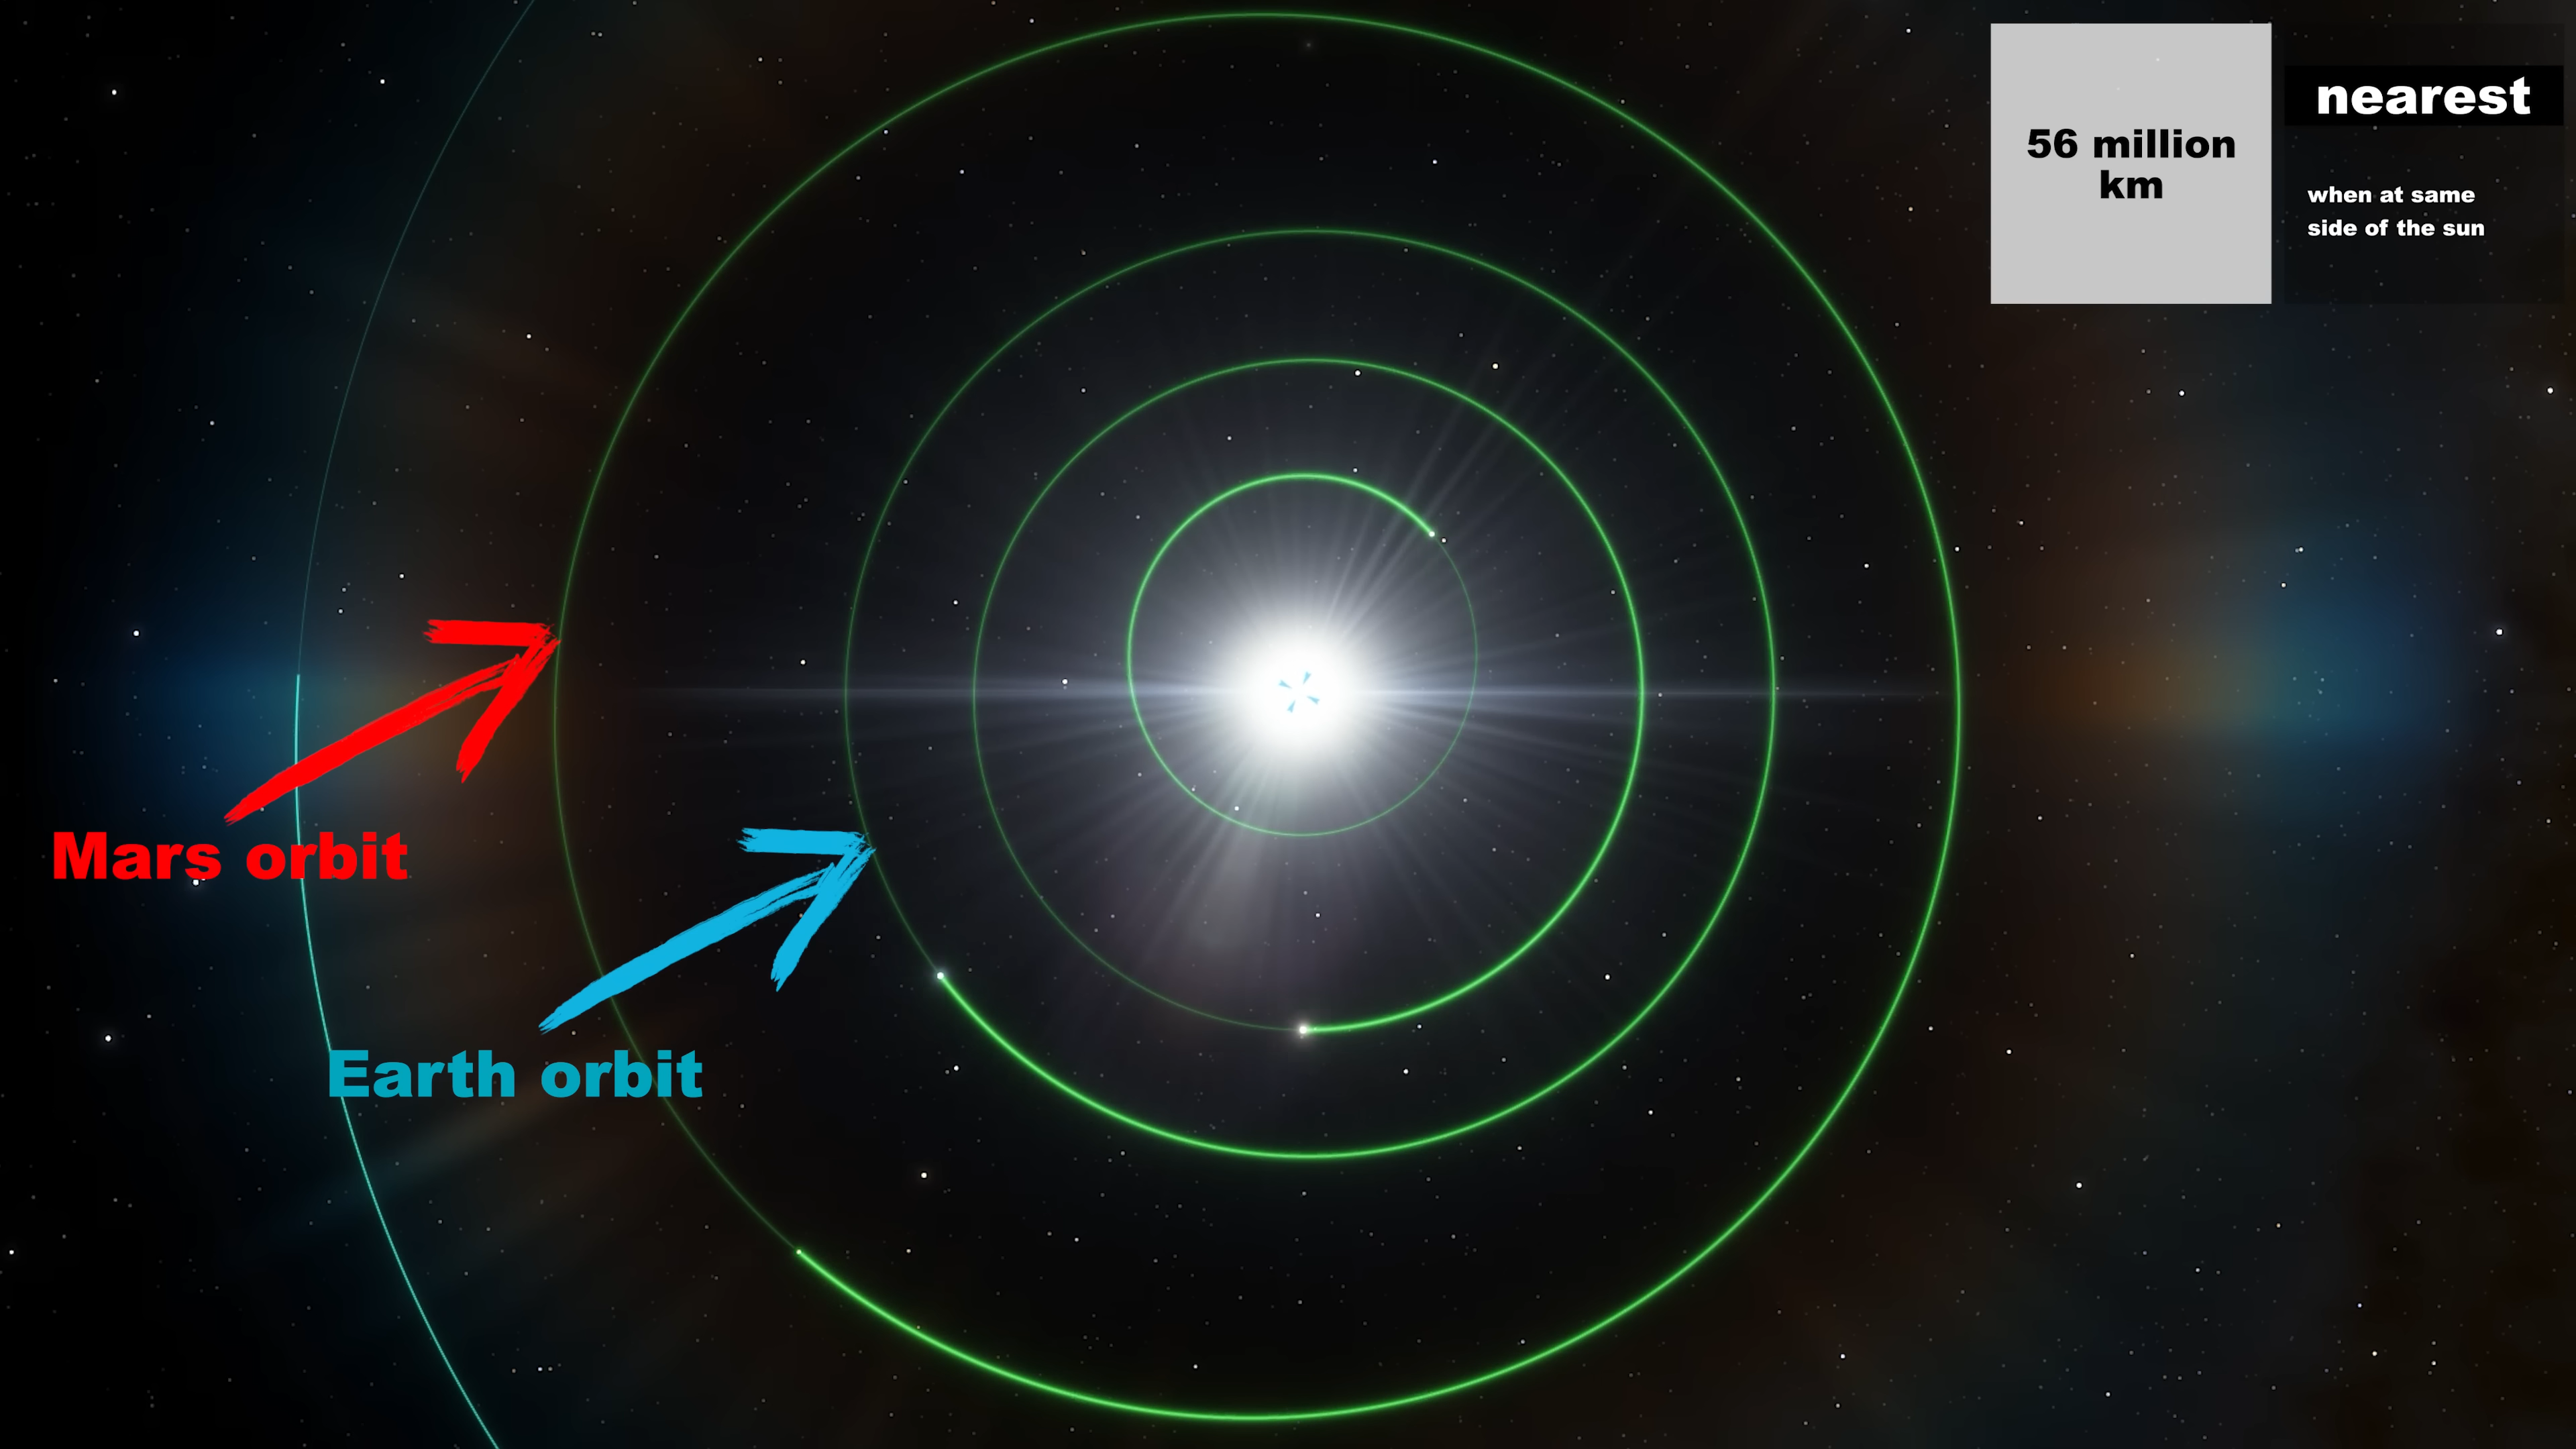 56 million
km
nearest
when at same
side of the sun
Mars orbit
Earth orbit